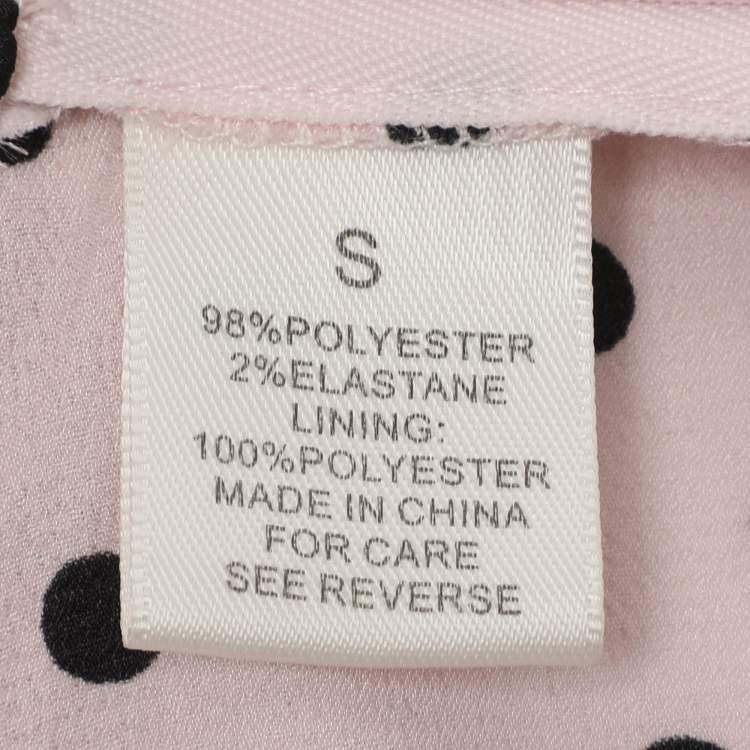 S
98%POLYESTER
2%ELASTANE
LINING:
100%POLYESTER
MADE IN CHINA
FOR CARE
SEE REVERSE